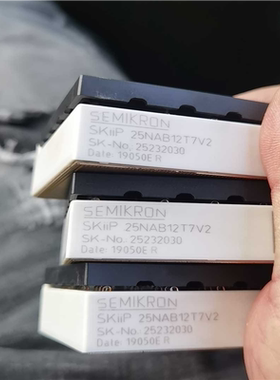 SEMIKRON
SKiiP 25NAB12T7V2
SK-No. 25232030
Date: 19050E R
SEMIKRON
SKiiP 25NAB12T7V2
SK-No. 25232030
Date: 19050E R
SEMIKRON
SKiiP 25NAB12T7V2
SK-No. 25232030
Date: 19050E R